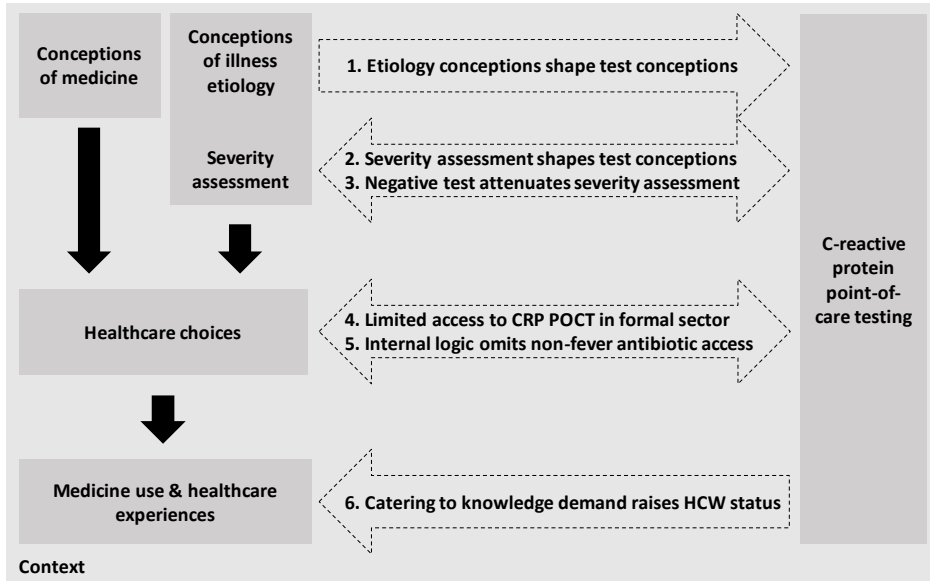 Conceptions
of medicine
Conceptions
of illness
etiology
Severity
assessment
1. Etiology conceptions shape test conceptions
2. Severity assessment shapes test conceptions
3. Negative test attenuates severity assessment
C-reactive
protein
point-of-
care testing
Healthcare choices
4. Limited access to CRP POCT in formal sector
5. Internal logic omits non-fever antibiotic access
Medicine use & healthcare
experiences
6. Catering to knowledge demand raises HCW status
Context